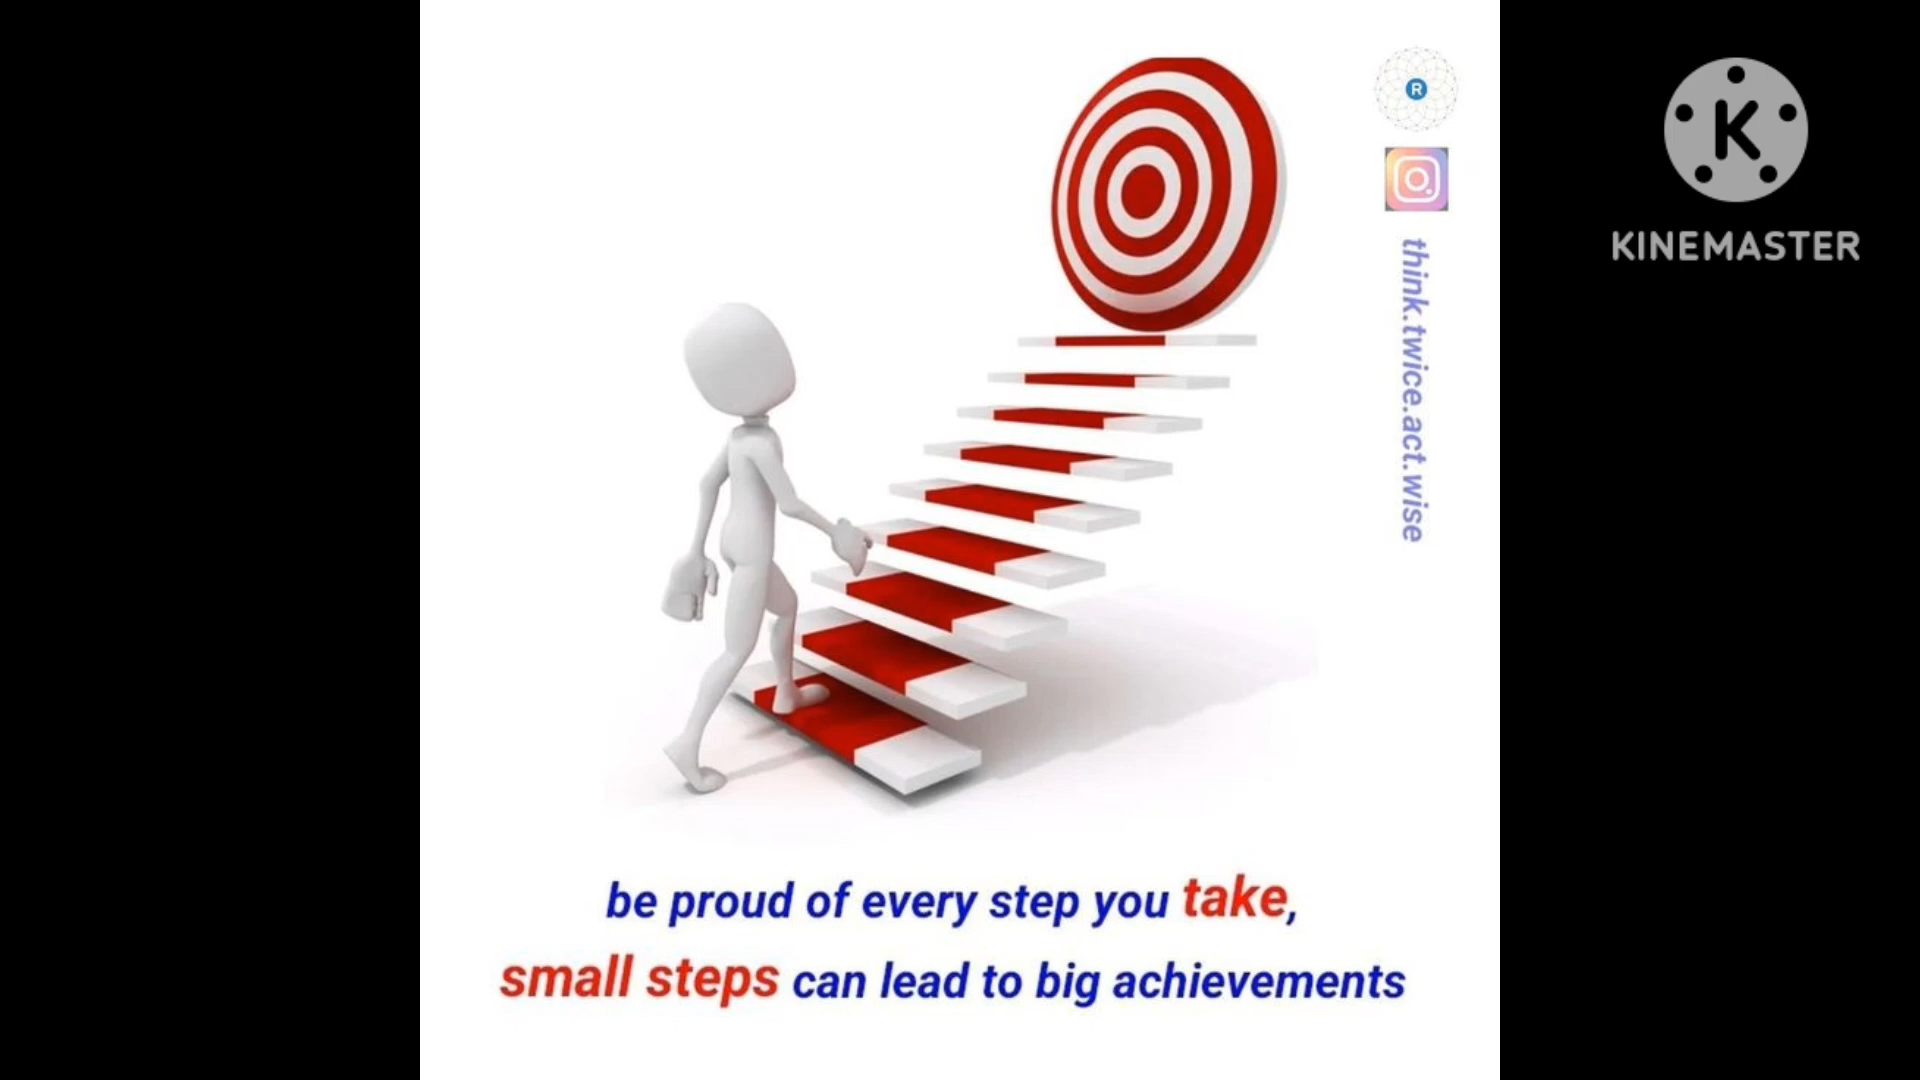 R
K
KINEMASTER
think.twice.act.wise
be proud of every step you take,
small steps can lead to big achievements